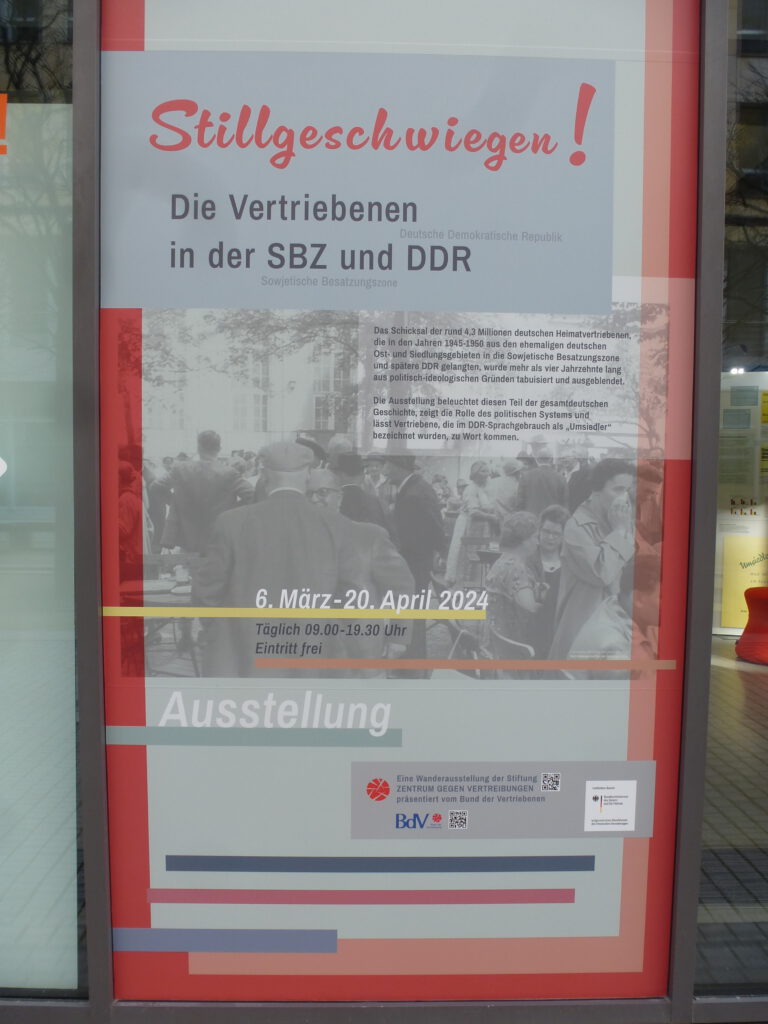 Stillgeschwiegen!
Die Vertriebenen
Deutsche Demokratische Republik
in der SBZ und DDR
Sowjetische Besatzungszone
Das Schicksal der rund 4,3 Millionen deutschen Heimatvertriebenen,
die in den Jahren 1945-1950 aus den ehemaligen deutschen
Ost- und Siedlungsgebieten in die Sowjetische Besatzungszone
und spätere DDR gelangten, wurde mehr als vier Jahrzehnte lang
aus politisch-ideologischen Gründen tabuisiert und ausgeblendet.
Die Ausstellung beleuchtet diesen Teil der gesamtdeutschen
Geschichte, zeigt die Rolle des politischen Systems und
lässt Vertriebene, die im DDR-Sprachgebrauch als „Umsiedler“
bezeichnet wurden, zu Wort kommen.
6. März-20. April 2024
Täglich 09.00-19.30 Uhr
Eintritt frei
Ausstellung
Eine Wanderausstellung der Stiftung
ZENTRUM GEGEN VERTREIBUNGEN
präsentiert vom Bund der Vertriebenen
BdV